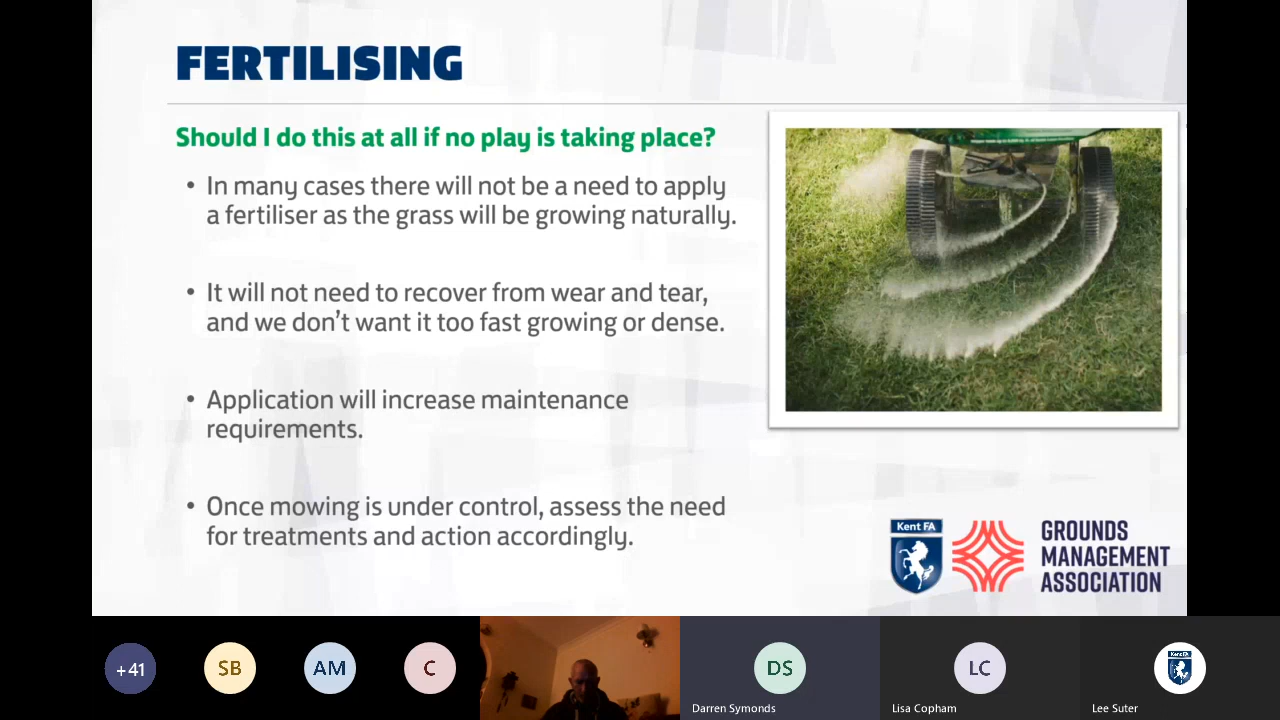 FERTILISING
Should I do this at all if no play is taking place?
• In many cases there will not be a need to apply
a fertiliser as the grass will be growing naturally.
• It will not need to recover from wear and tear,
and we don't want it too fast growing or dense.
• Application will increase maintenance
requirements.
• Once mowing is under control, assess the need
for treatments and action accordingly.
Kent FA
GROUNDS
MANAGEMENT
ASSOCIATION
+41
SB
AM
C
DS
LC
Kent FA
Darren Symonds
Lisa Copham
Lee Suter